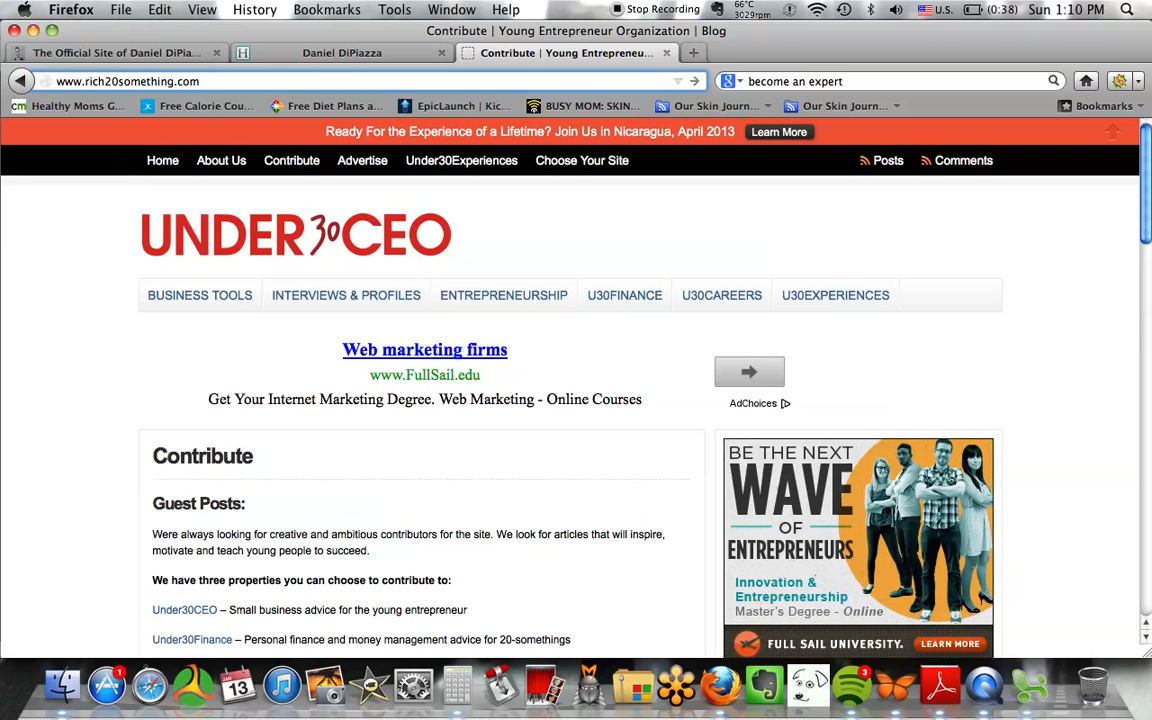 Firefox File Edit View History Bookmarks Tools Window Help Stop Recording 66°C 3029rpm U.S. (0:38) Sun 1:10 PM
Contribute | Young Entrepreneur Organization | Blog
The Official Site of Daniel DiPia... Daniel DiPiazza Contribute | Young Entrepreneu...
www.rich20something.com become an expert
Healthy Moms G... Free Calorie Cou... Free Diet Plans a... EpicLaunch | Kic... BUSY MOM: SKIN... Our Skin Journ... Our Skin Journ... Bookmarks
Ready For the Experience of a Lifetime? Join Us in Nicaragua, April 2013 Learn More
Home About Us Contribute Advertise Under30Experiences Choose Your Site Posts Comments
UNDER30CEO
BUSINESS TOOLS INTERVIEWS & PROFILES ENTREPRENEURSHIP U30FINANCE U30CAREERS U30EXPERIENCES
Web marketing firms
www.FullSail.edu
Get Your Internet Marketing Degree. Web Marketing - Online Courses
AdChoices
Contribute
Guest Posts:
Were always looking for creative and ambitious contributors for the site. We look for articles that will inspire,
motivate and teach young people to succeed.
We have three properties you can choose to contribute to:
Under30CEO – Small business advice for the young entrepreneur
Under30Finance – Personal finance and money management advice for 20-somethings
BE THE NEXT
WAVE
OF
ENTREPRENEURS
Innovation &
Entrepreneurship
Master's Degree - Online
FULL SAIL UNIVERSITY. LEARN MORE
1
JAN
13
3